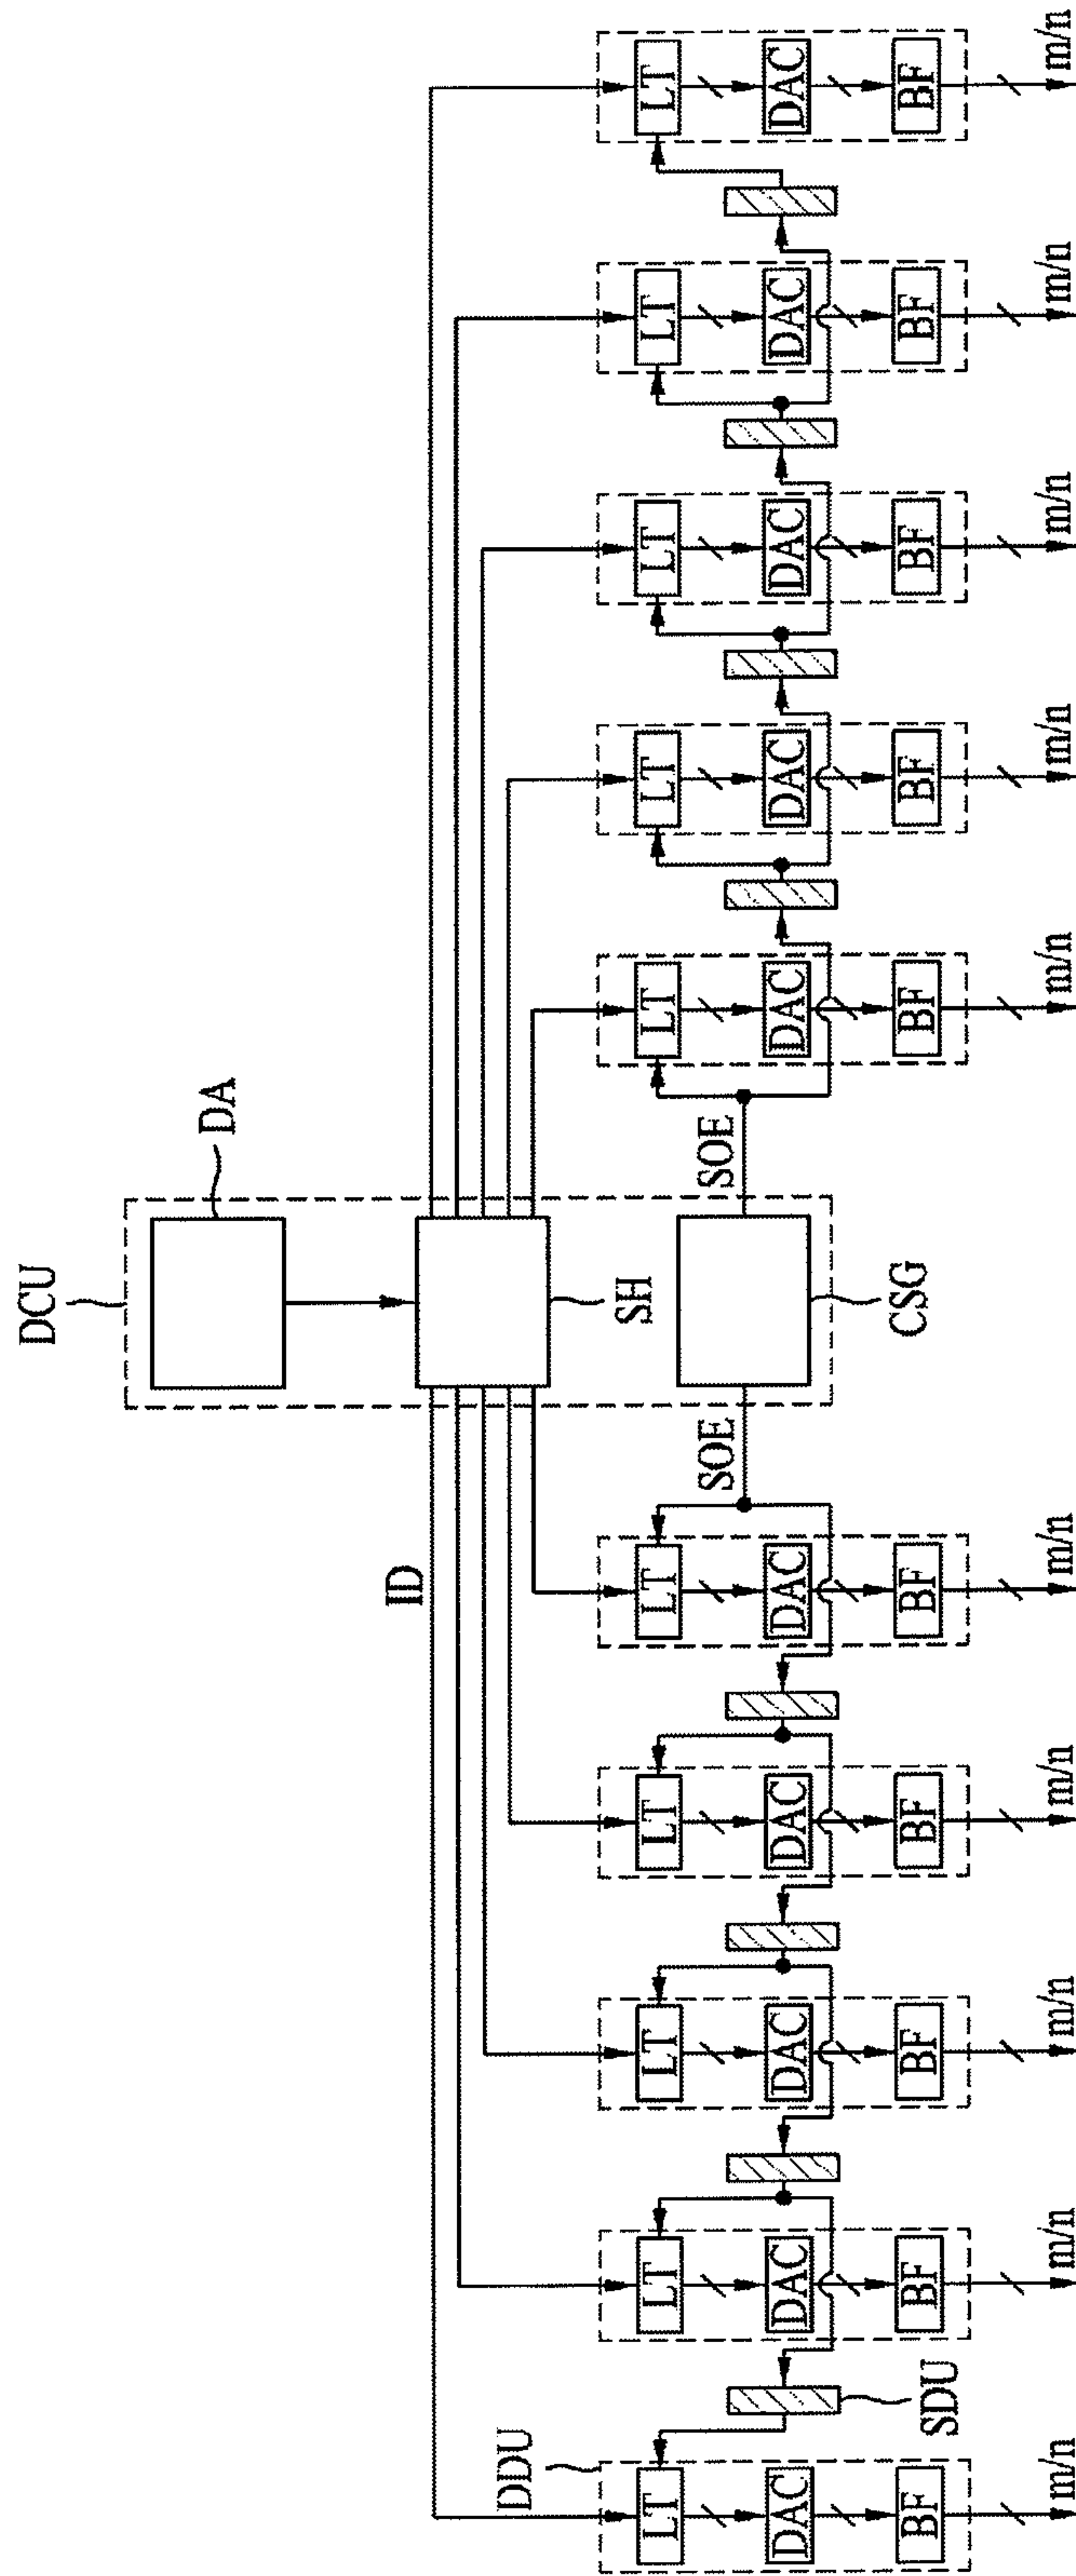 DCU
DA
ID
DDU
SH
LT LT LT LT LT LT LT LT LT LT
SOE SOE
DAC DAC DAC DAC DAC DAC DAC DAC DAC DAC
CSG
BF BF BF BF BF BF BF BF BF BF
SDU
m/n m/n m/n m/n m/n m/n m/n m/n m/n m/n